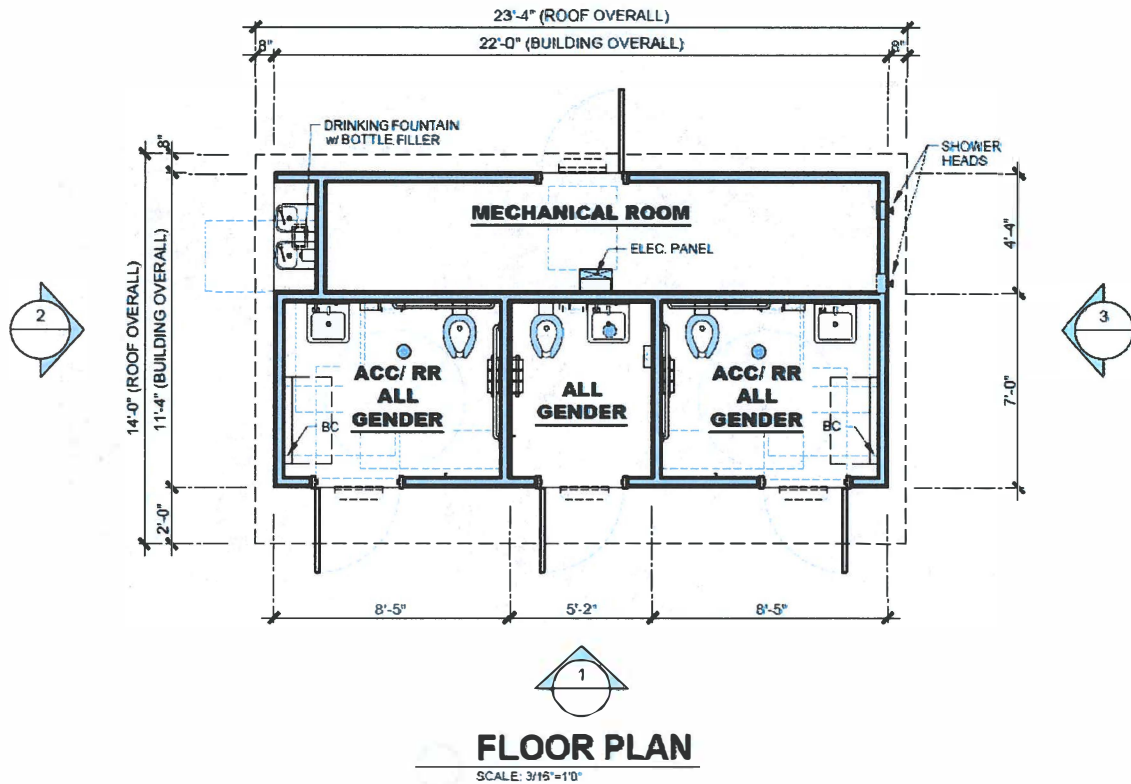 23'-4" (ROOF OVERALL)
8"
22'-0" (BUILDING OVERALL)
8"
DRINKING FOUNTAIN
w/ BOTTLE FILLER
SHOWER
HEADS
8"
14'-0" (ROOF OVERALL)
11'-4" (BUILDING OVERALL)
2'-0"
MECHANICAL ROOM
ELEC. PANEL
4'-4"
7'-0"
2
3
ACC/ RR
ALL
GENDER
BC
ALL
GENDER
ACC/ RR
ALL
GENDER
BC
8'-5"
5'-2"
8'-5"
1
FLOOR PLAN
SCALE: 3/16"=1'0"